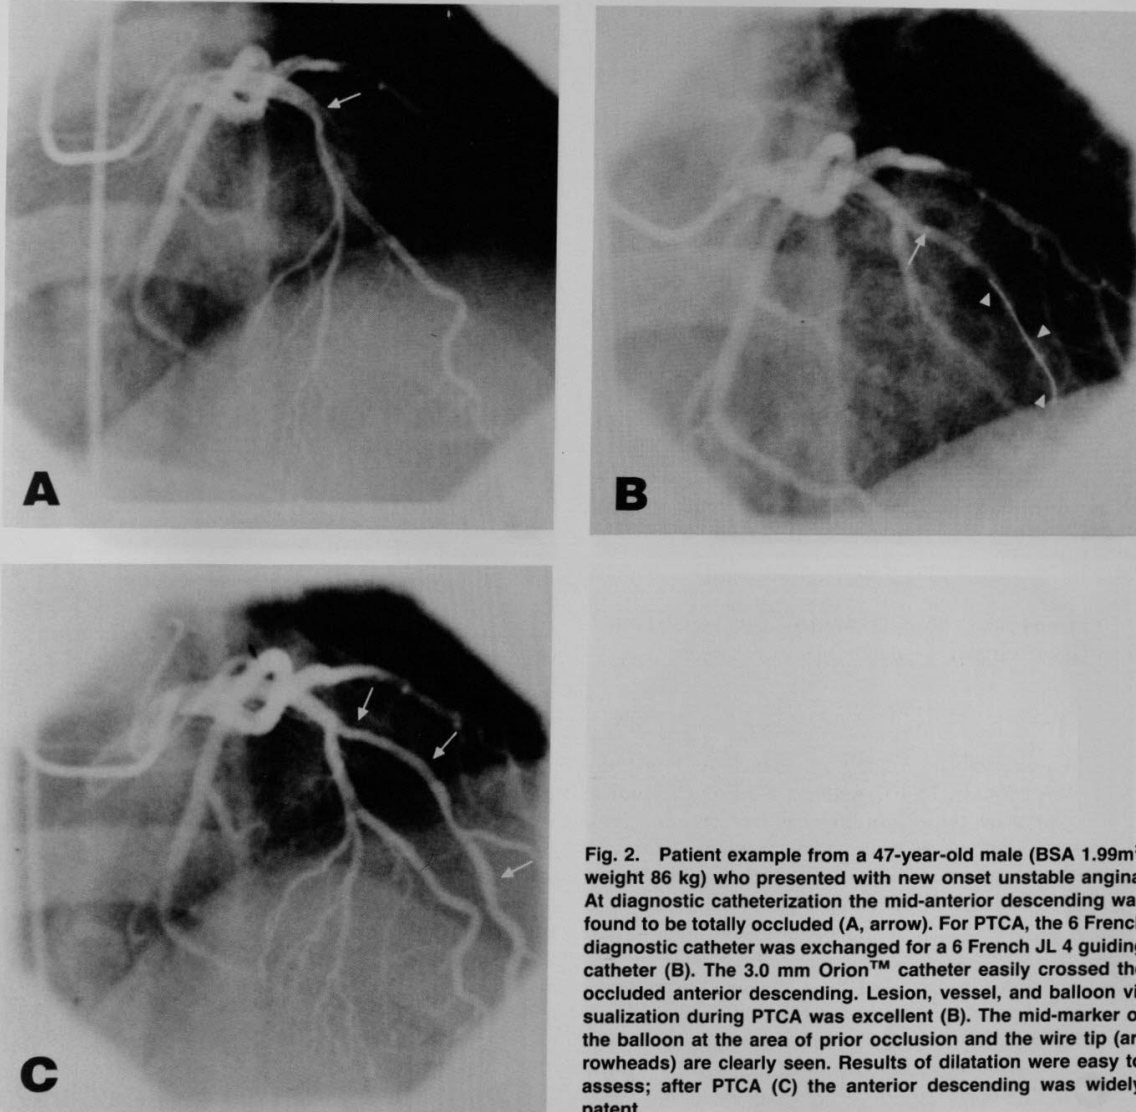 A
B
C
Fig. 2. Patient example from a 47-year-old male (BSA 1.99m²
weight 86 kg) who presented with new onset unstable angina
At diagnostic catheterization the mid-anterior descending wa
found to be totally occluded (A, arrow). For PTCA, the 6 French
diagnostic catheter was exchanged for a 6 French JL 4 guiding
catheter (B). The 3.0 mm Orion™ catheter easily crossed the
occluded anterior descending. Lesion, vessel, and balloon vi
sualization during PTCA was excellent (B). The mid-marker o
the balloon at the area of prior occlusion and the wire tip (ar
rowheads) are clearly seen. Results of dilatation were easy to
assess; after PTCA (C) the anterior descending was widely
patent